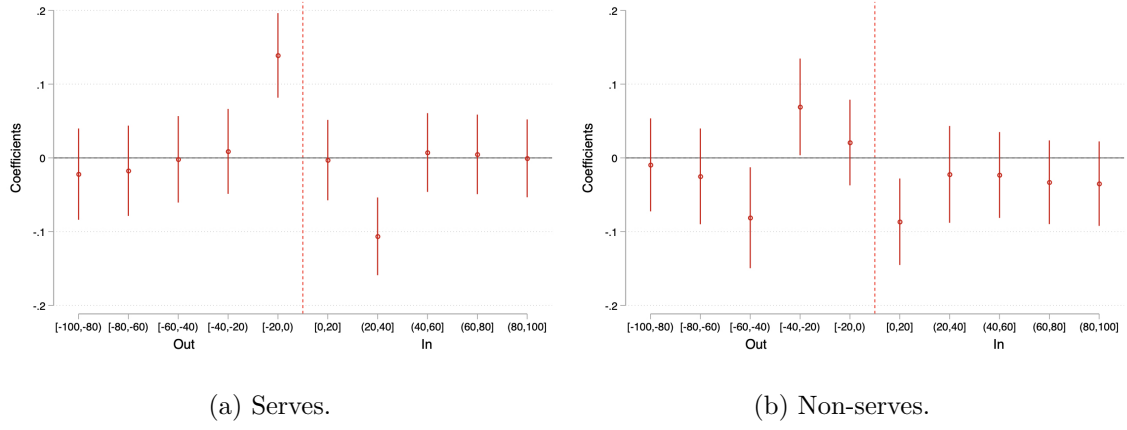 .2
.1
0
-.1
-.2
Coefficients
[-100,-80) [-80,-60) [-60,-40) [-40,-20) [-20,0) [0,20] (20,40] (40,60] (60,80] (80,100]
Out In
(a) Serves.
.2
.1
0
-.1
-.2
Coefficients
[-100,-80) [-80,-60) [-60,-40) [-40,-20) [-20,0) [0,20] (20,40] (40,60] (60,80] (80,100]
Out In
(b) Non-serves.